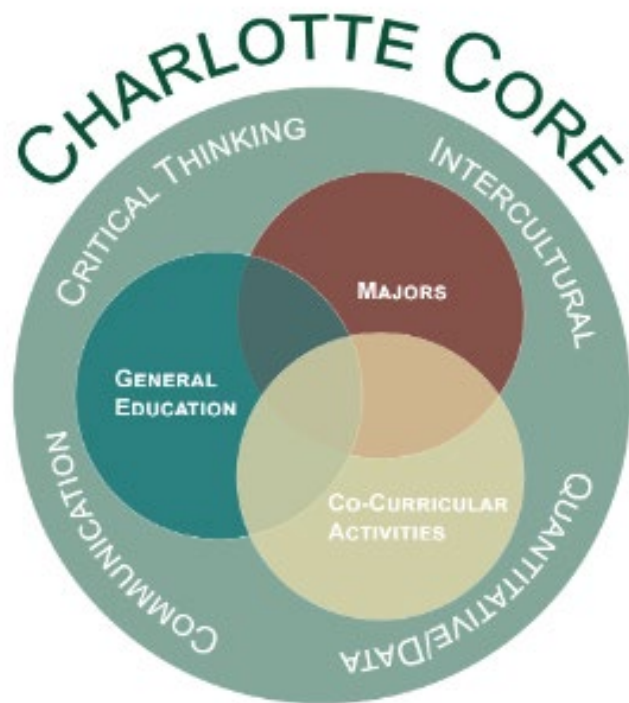 CHARLOTTE CORE
CRITICAL THINKING
INTERCULTURAL
MAJORS
GENERAL
EDUCATION
CO-CURRICULAR
ACTIVITIES
COMMUNICATION
QUANTITATIVE/DATA